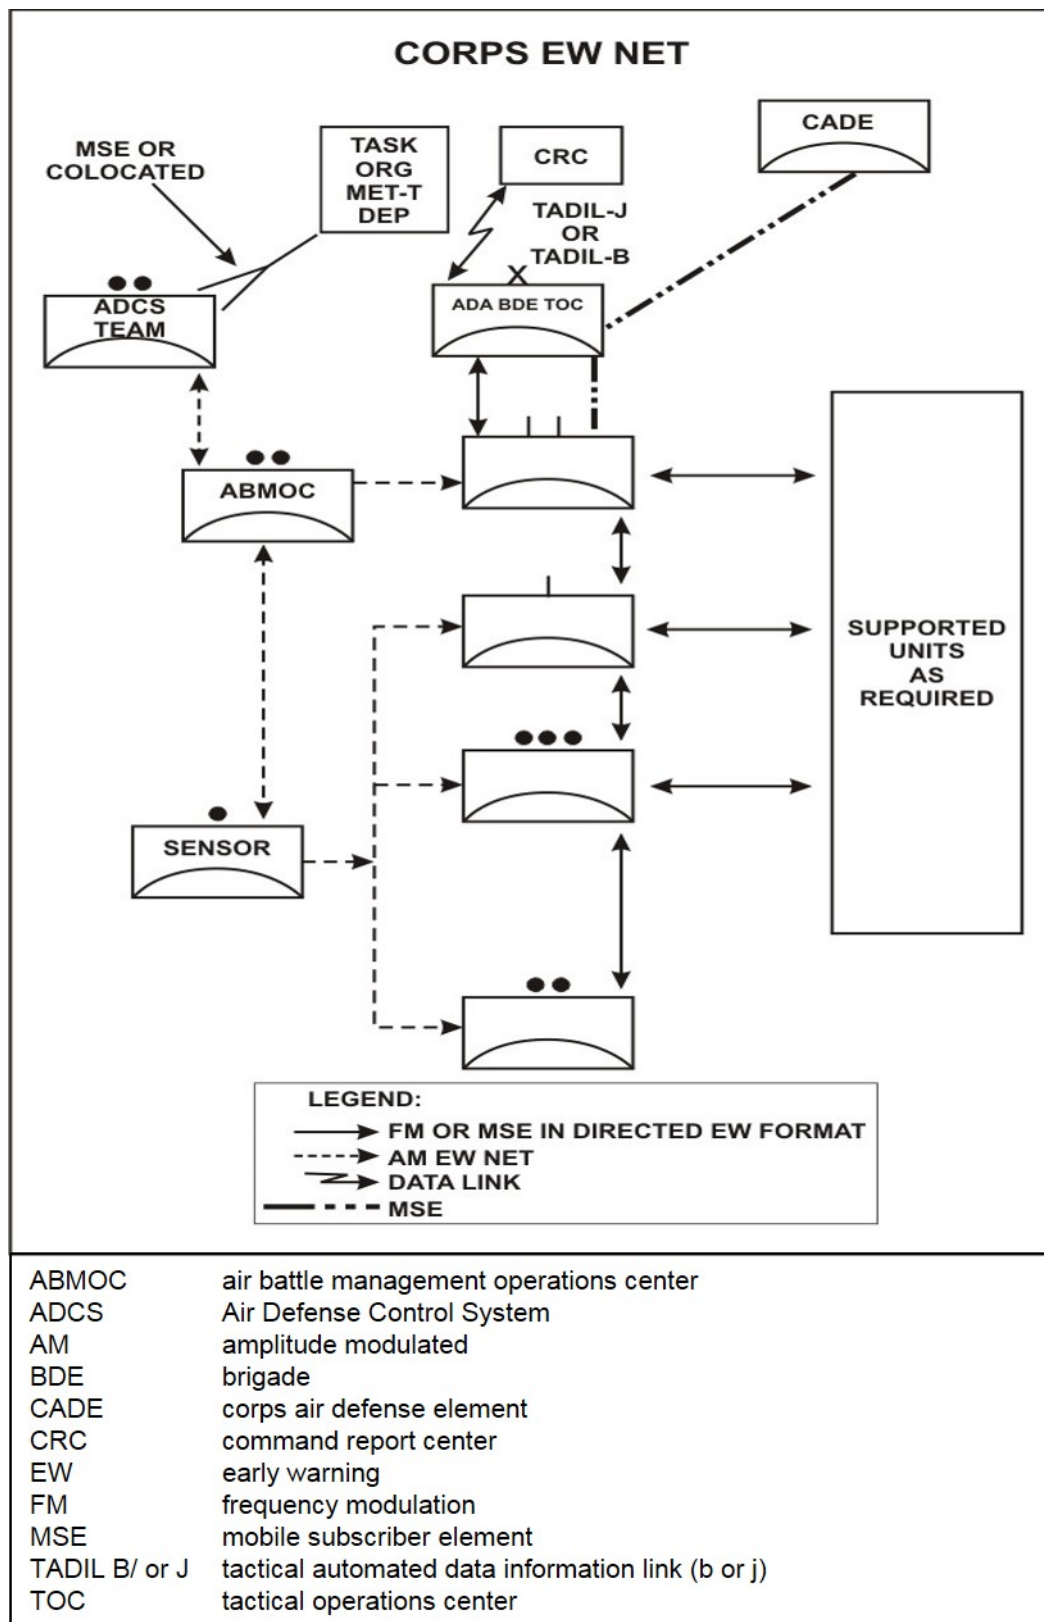 CORPS EW NET
MSE OR
COLOCATED
TASK
ORG
MET-T
DEP
CRC
CADE
TADIL-J
OR
TADIL-B
X
ADCS
TEAM
ADA BDE TOC
ABMOC
SENSOR
SUPPORTED
UNITS
AS
REQUIRED
LEGEND:
FM OR MSE IN DIRECTED EW FORMAT
AM EW NET
DATA LINK
MSE
ABMOC air battle management operations center
ADCS Air Defense Control System
AM amplitude modulated
BDE brigade
CADE corps air defense element
CRC command report center
EW early warning
FM frequency modulation
MSE mobile subscriber element
TADIL B/ or J tactical automated data information link (b or j)
TOC tactical operations center